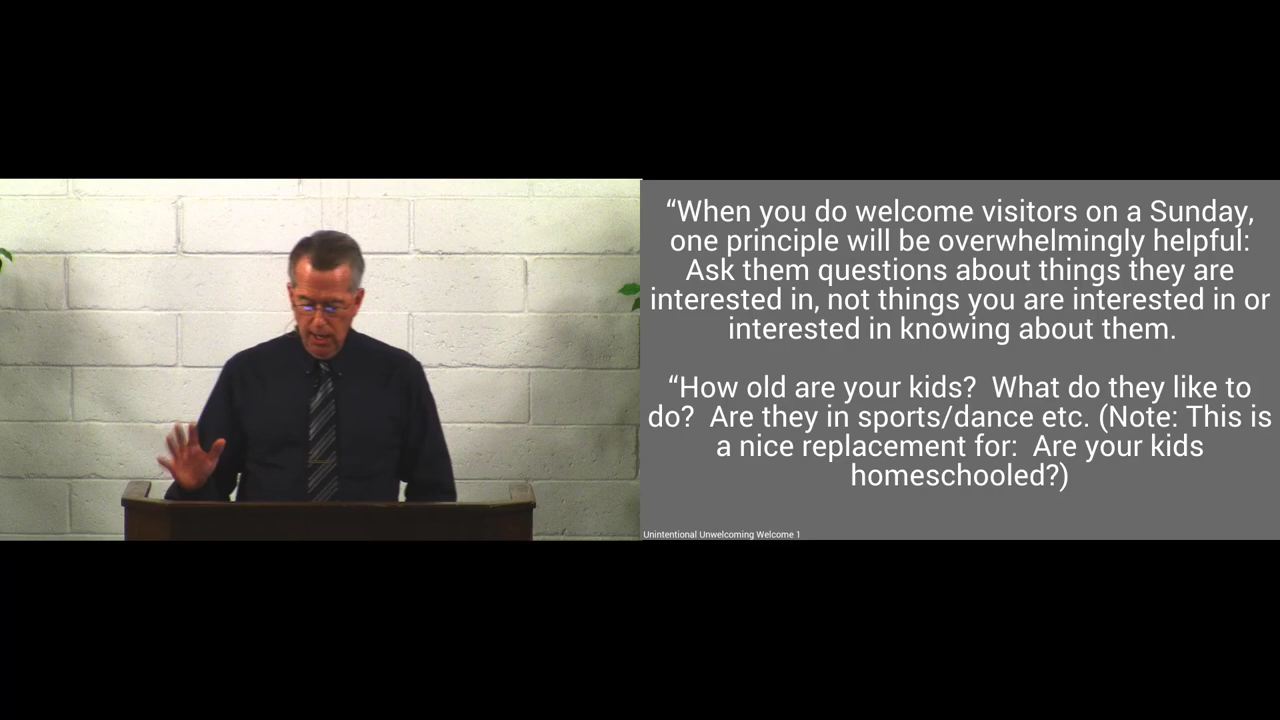 “When you do welcome visitors on a Sunday,
one principle will be overwhelmingly helpful:
Ask them questions about things they are
interested in, not things you are interested in or
interested in knowing about them.
“How old are your kids?  What do they like to
do?  Are they in sports/dance etc. (Note: This is
a nice replacement for:  Are your kids
homeschooled?)
Unintentional Unwelcoming Welcome 1